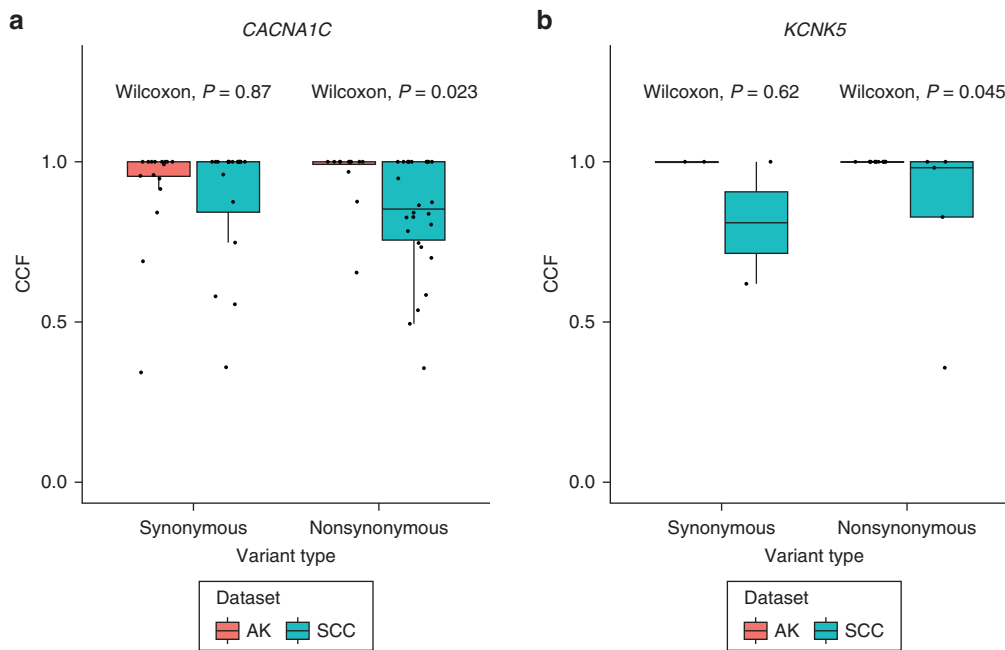 a
CACNA1C
Wilcoxon, P = 0.87
Wilcoxon, P = 0.023
CCF
1.0
0.5
0.0
Synonymous
Nonsynonymous
Variant type
Dataset
AK
SCC
b
KCNK5
Wilcoxon, P = 0.62
Wilcoxon, P = 0.045
CCF
1.0
0.5
0.0
Synonymous
Nonsynonymous
Variant type
Dataset
AK
SCC